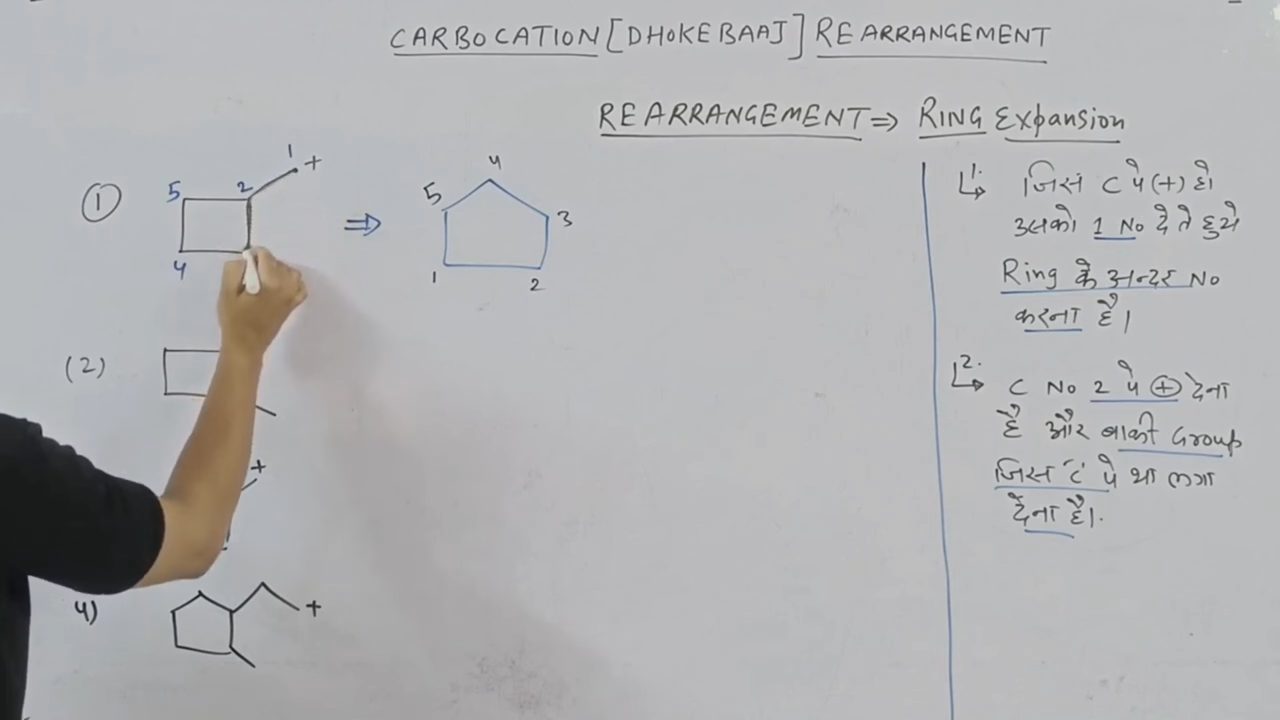 CARBOCATION [DHOKEBAAJ] REARRANGEMENT
REARRANGEMENT ⇒ RING Expansion
① 5 2 1 + 4 ⇒ 5 4 3 1 2
(2)
+
4) +
1. जिस C पे (+) हो
उसको 1 No देते हुये
Ring के अन्दर No
करना है।
2. C No 2 पे ⊕ देना
है और बाकी Group
जिस C पे था लगा
देना है।